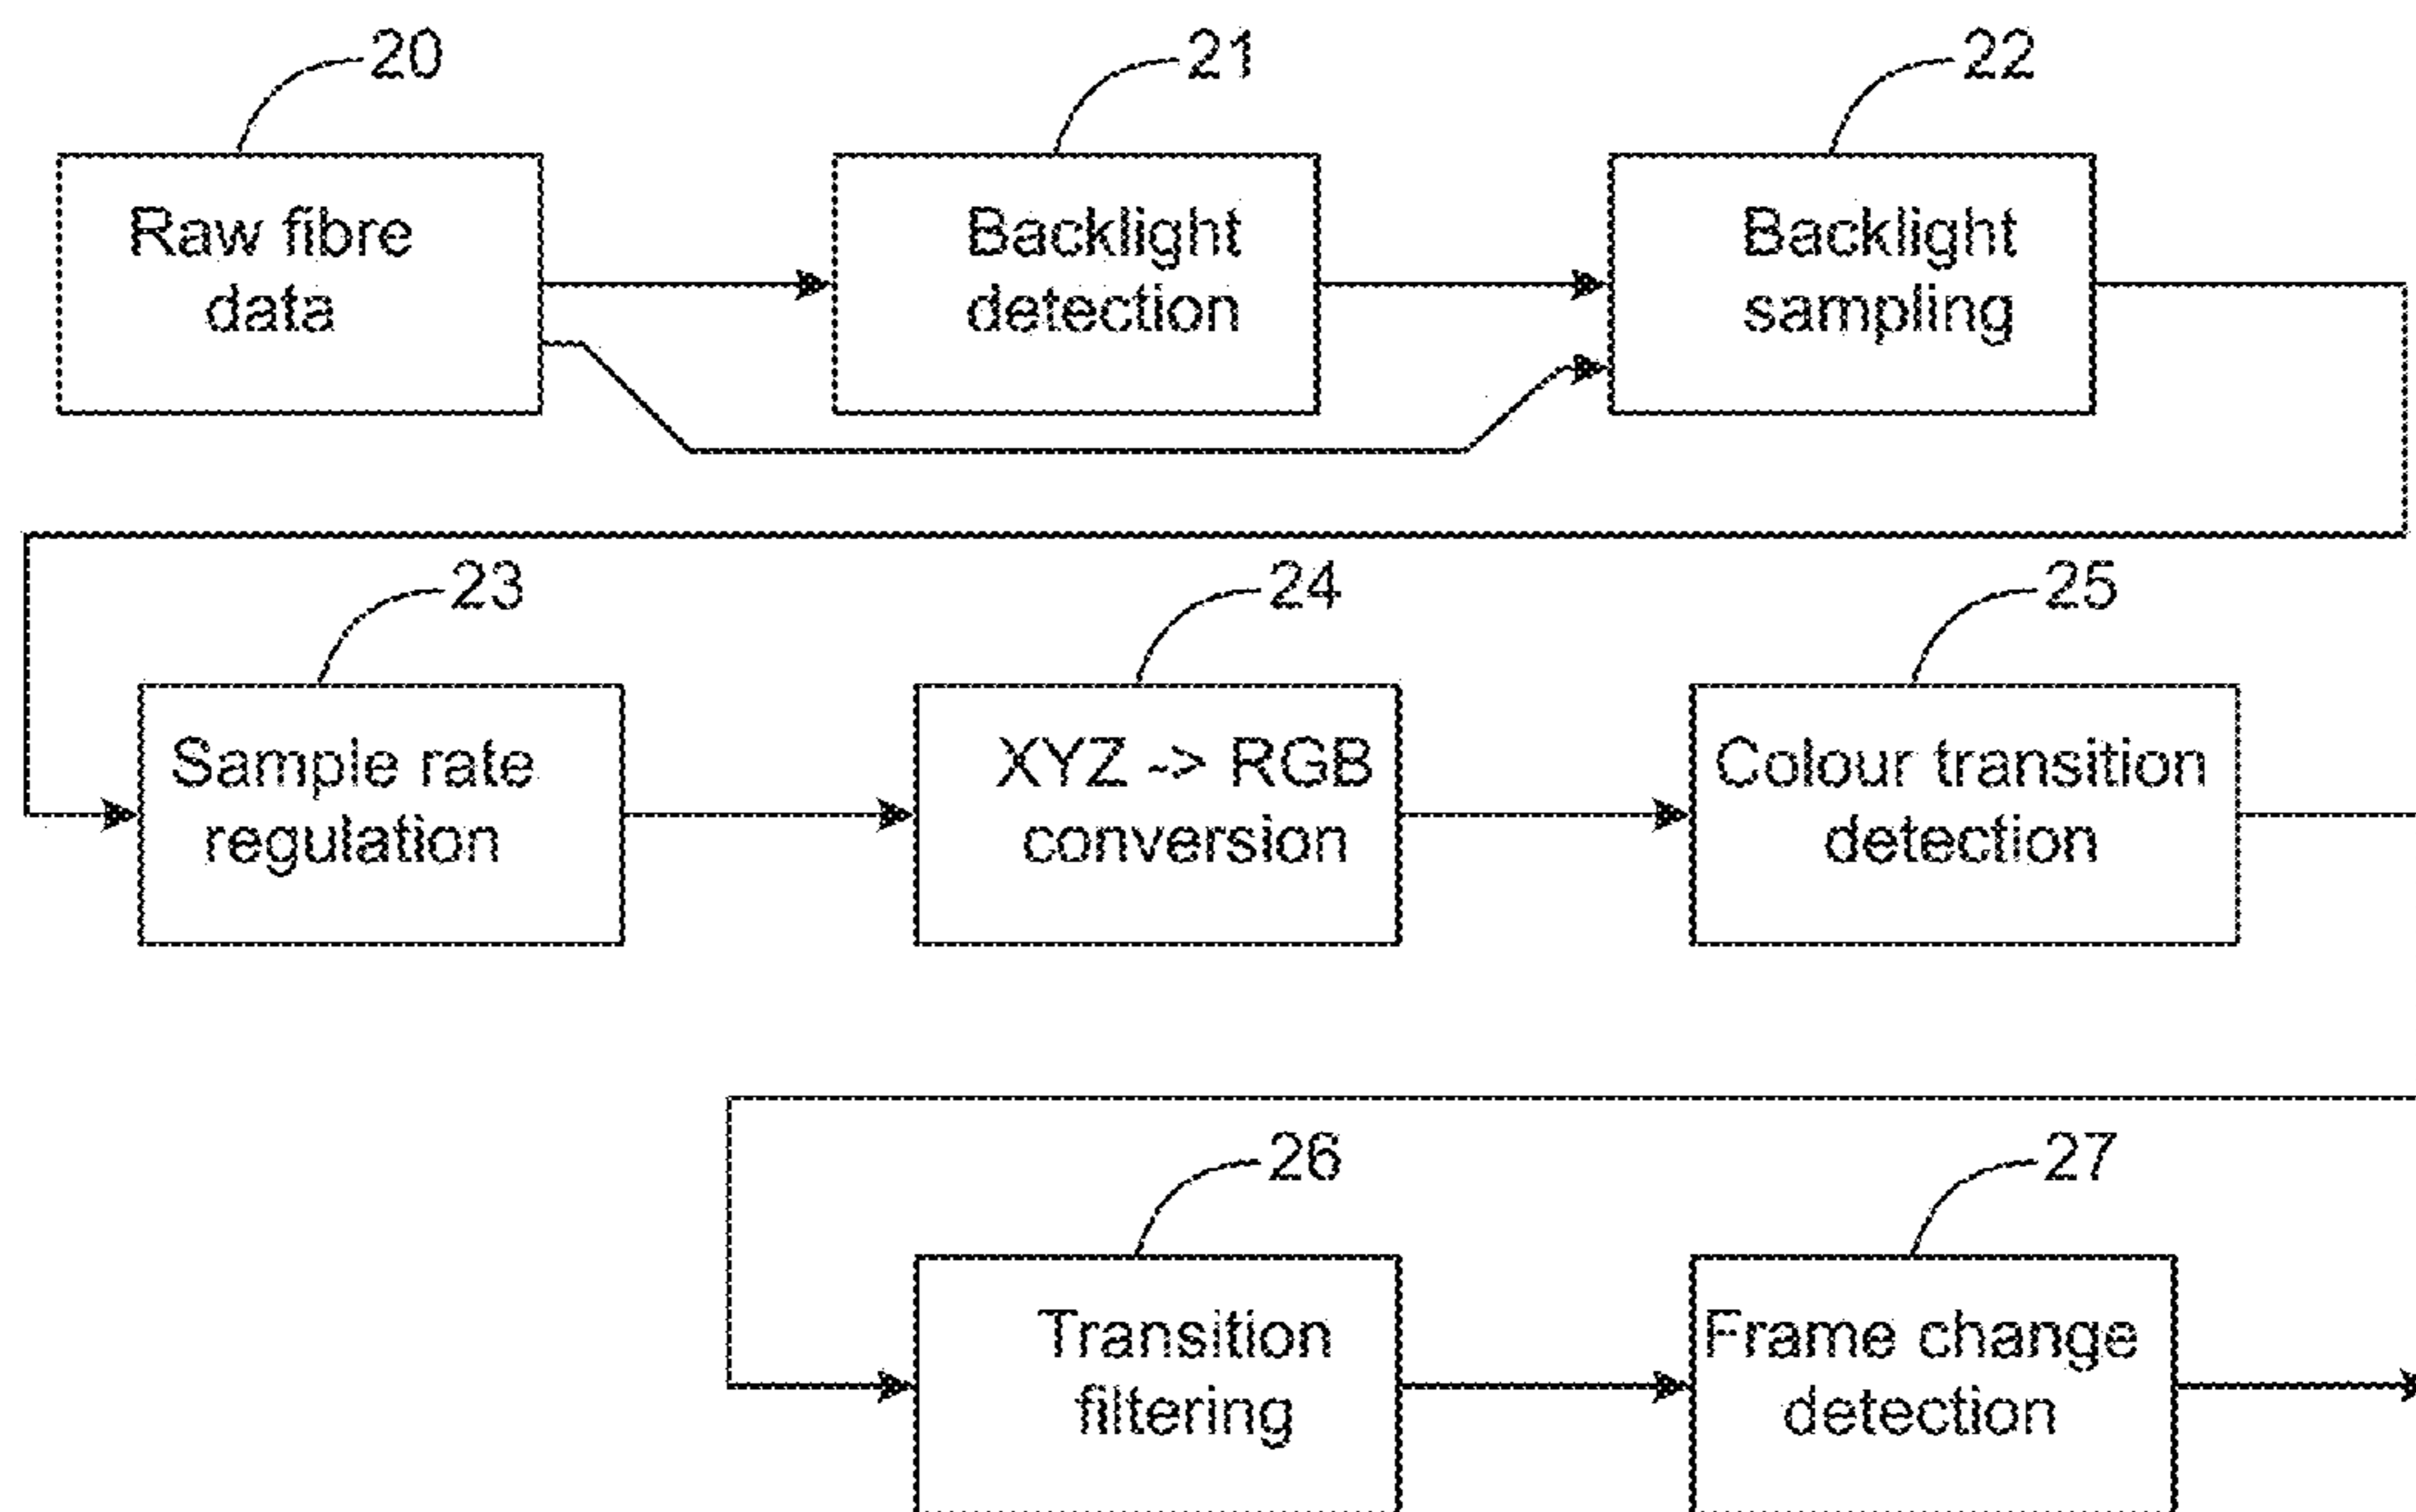 20
21
22
Raw fibre
data
Backlight
detection
Backlight
sampling
23
24
25
Sample rate
regulation
XYZ -> RGB
conversion
Colour transition
detection
26
27
Transition
filtering
Frame change
detection